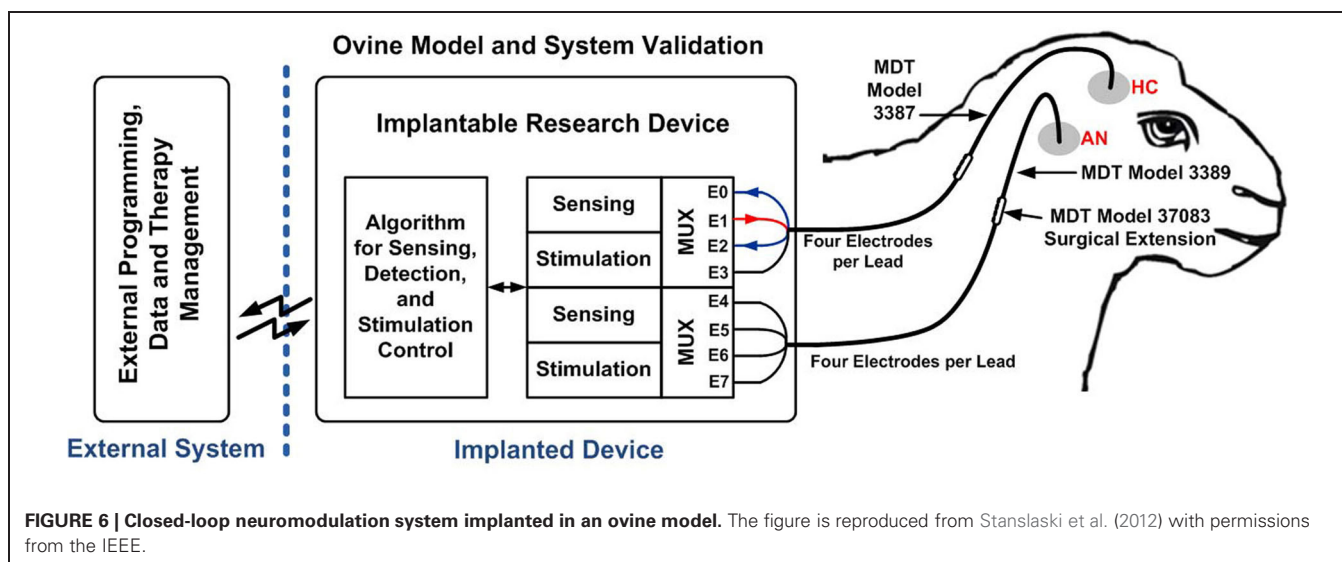 Ovine Model and System Validation
External Programming,
Data and Therapy
Management
External System
Implantable Research Device
Algorithm
for Sensing,
Detection,
and
Stimulation
Control
Sensing
Stimulation
Sensing
Stimulation
MUX
MUX
E0
E1
E2
E3
E4
E5
E6
E7
Implanted Device
Four Electrodes
per Lead
Four Electrodes per Lead
MDT
Model
3387
HC
AN
MDT Model 3389
MDT Model 37083
Surgical Extension
FIGURE 6 | Closed-loop neuromodulation system implanted in an ovine model. The figure is reproduced from Stanslaski et al. (2012) with permissions
from the IEEE.